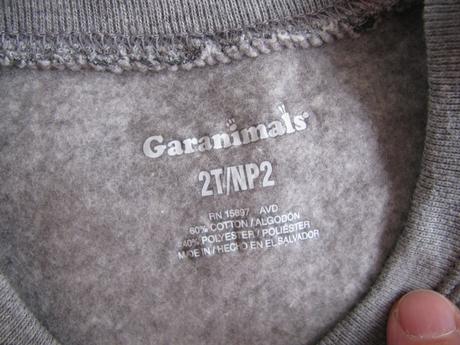 Garanimals®
2T/NP2
RN 15897 AVD
60% COTTON / ALGODÓN
40% POLYESTER / POLIÉSTER
MADE IN / HECHO EN EL SALVADOR